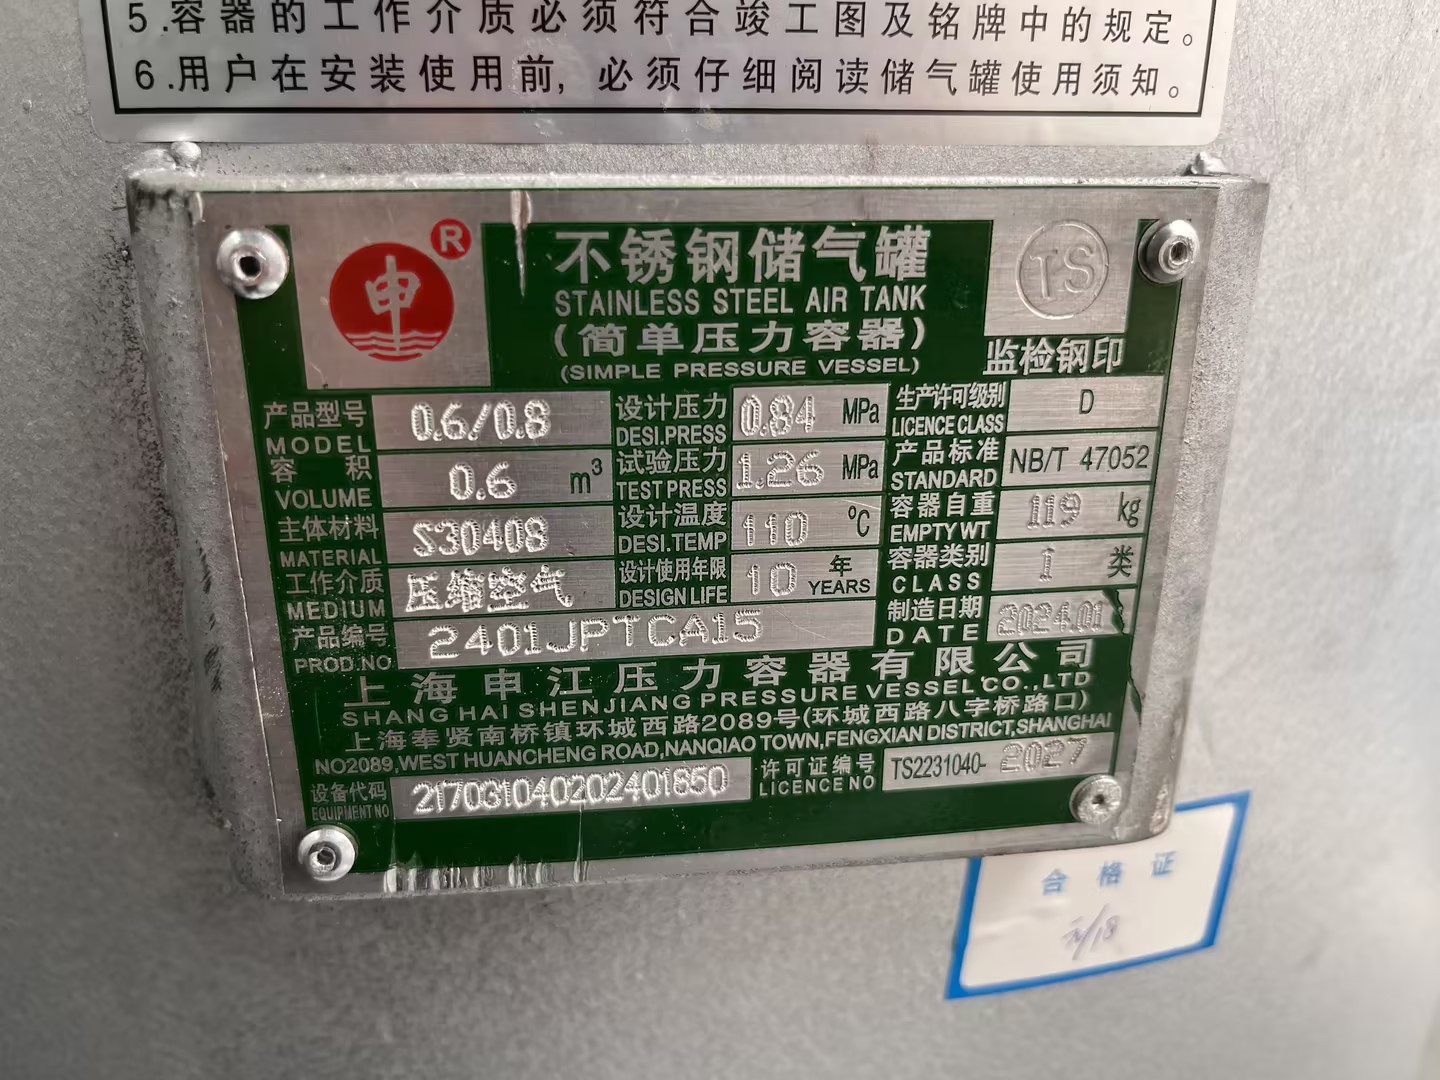 5.容器的工作介质必须符合竣工图及铭牌中的规定。
6.用户在安装使用前,必须仔细阅读储气罐使用须知。
申 ®
不锈钢储气罐
STAINLESS STEEL AIR TANK
(简单压力容器)
(SIMPLE PRESSURE VESSEL)
TS
监检钢印
产品型号 0.6/0.8 设计压力 0.84 MPa 生产许可级别 D
MODEL DESI.PRESS LICENCE CLASS
容积 0.6 m³ 试验压力 1.26 MPa 产品标准 NB/T 47052
VOLUME TEST PRESS STANDARD
主体材料 S30408 设计温度 110 °C 容器自重 119 kg
MATERIAL DESI.TEMP EMPTY WT
工作介质 压缩空气 设计使用年限 10 年 容器类别 1 类
MEDIUM DESIGN LIFE YEARS CLASS
产品编号 2401JPTCA15 制造日期 2024.01
PROD.NO DATE
上海申江压力容器有限公司
SHANG HAI SHENJIANG PRESSURE VESSEL CO.,LTD
上海奉贤南桥镇环城西路2089号(环城西路八字桥路口)
NO2089,WEST HUANCHENG ROAD,NANQIAO TOWN,FENGXIAN DISTRICT,SHANGHAI
设备代码 217031040202401850 许可证编号 TS2231040-2027
EQUIPMENT NO LICENCE NO
合格证